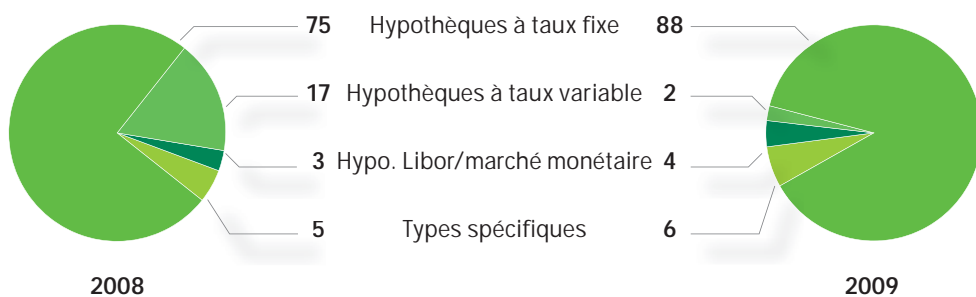 75 Hypothèques à taux fixe 88
17 Hypothèques à taux variable 2
3 Hypo. Libor/marché monétaire 4
5 Types spécifiques 6
2008 2009